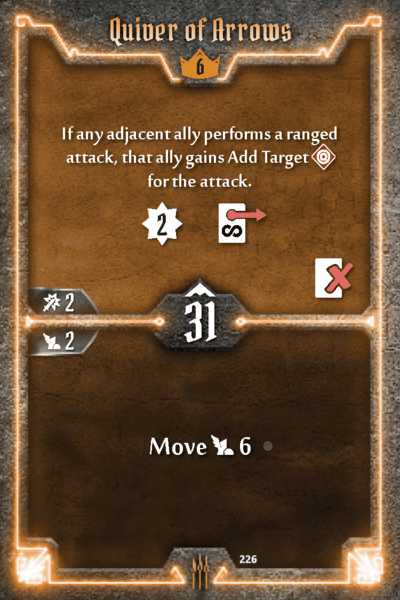 Quiver of Arrows
6
If any adjacent ally performs a ranged
attack, that ally gains Add Target
for the attack.
2
2
31
2
Move 6
226